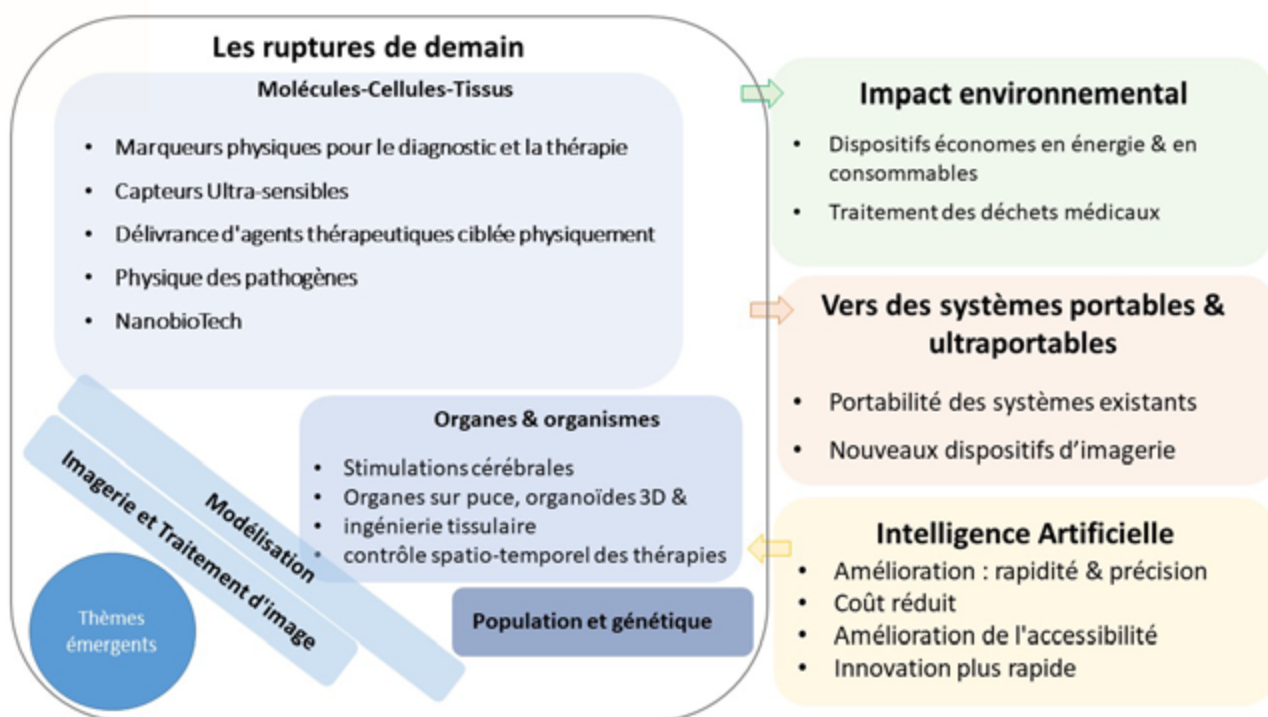 Les ruptures de demain
Molécules-Cellules-Tissus
• Marqueurs physiques pour le diagnostic et la thérapie
• Capteurs Ultra-sensibles
• Délivrance d'agents thérapeutiques ciblée physiquement
• Physique des pathogènes
• NanobioTech
Organes & organismes
• Stimulations cérébrales
• Organes sur puce, organoïdes 3D &
• ingénierie tissulaire
• contrôle spatio-temporel des thérapies
Modélisation
Imagerie et Traitement d'image
Thèmes
émergents
Population et génétique
Impact environnemental
• Dispositifs économes en énergie & en
consommables
• Traitement des déchets médicaux
Vers des systèmes portables &
ultraportables
• Portabilité des systèmes existants
• Nouveaux dispositifs d’imagerie
Intelligence Artificielle
• Amélioration : rapidité & précision
• Coût réduit
• Amélioration de l'accessibilité
• Innovation plus rapide